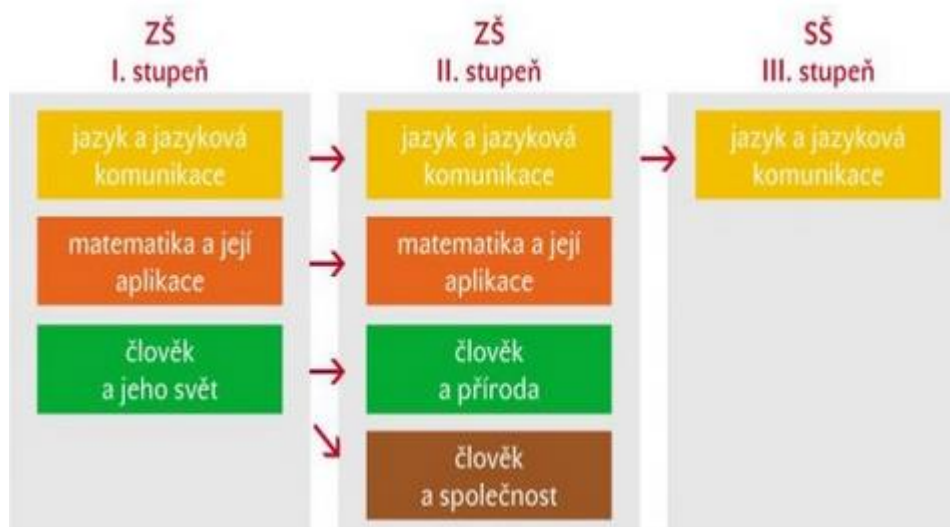 ZŠ
I. stupeň
jazyk a jazyková
komunikace
matematika a její
aplikace
člověk
a jeho svět
ZŠ
II. stupeň
jazyk a jazyková
komunikace
matematika a její
aplikace
člověk
a příroda
člověk
a společnost
SŠ
III. stupeň
jazyk a jazyková
komunikace